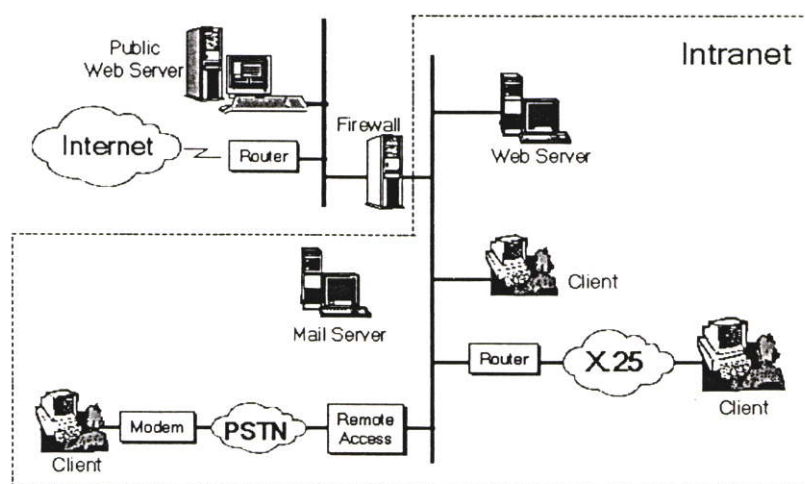 Public
Web Server
Intranet
Internet
Router
Firewall
Web Server
Mail Server
Client
Router
X.25
Client
Client
Modem
PSTN
Remote
Access